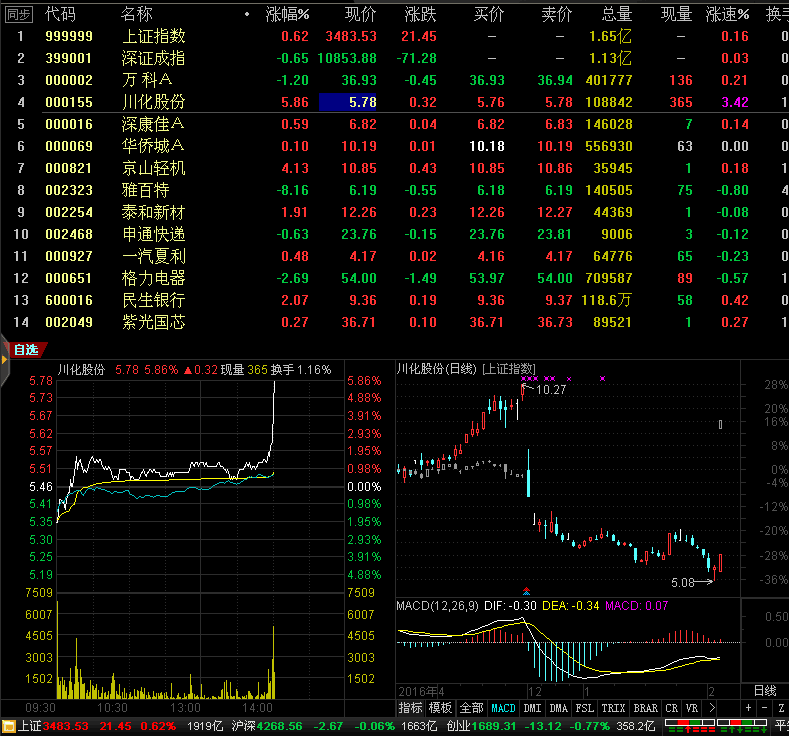 同步 代码 名称 • 涨幅% 现价 涨跌 买价 卖价 总量 现量 涨速% 换手
1 999999 上证指数 0.62 3483.53 21.45 — — 1.65亿 — 0.16 0
2 399001 深证成指 -0.65 10853.88 -71.28 — — 1.13亿 — 0.03 0
3 000002 万 科A -1.20 36.93 -0.45 36.93 36.94 401777 136 0.21 0
4 000155 川化股份 5.86 5.78 0.32 5.76 5.78 108842 365 3.42 1
5 000016 深康佳A 0.59 6.82 0.04 6.82 6.83 146028 7 0.14 0
6 000069 华侨城A 0.10 10.19 0.01 10.18 10.19 556930 63 0.00 0
7 000821 京山轻机 4.13 10.85 0.43 10.85 10.86 35945 1 0.18 1
8 002323 雅百特 -8.16 6.19 -0.55 6.18 6.19 140505 75 -0.80 4
9 002254 泰和新材 1.91 12.26 0.23 12.26 12.27 44369 1 -0.08 0
10 002468 申通快递 -0.63 23.76 -0.15 23.76 23.81 9006 3 -0.12 0
11 000927 一汽夏利 0.48 4.17 0.02 4.16 4.17 64776 65 -0.23 0
12 000651 格力电器 -2.69 54.00 -1.49 53.97 54.00 709587 89 -0.57 1
13 600016 民生银行 2.07 9.36 0.19 9.36 9.37 118.6万 58 0.42 0
14 002049 紫光国芯 0.27 36.71 0.10 36.71 36.73 89521 1 0.27 1
自选
川化股份 5.78 5.86% ▲0.32 现量 365 换手 1.16%
5.78 5.86%
5.73 4.88%
5.67 3.91%
5.62 2.93%
5.57 1.95%
5.51 0.98%
5.46 0.00%
5.41 0.98%
5.35 1.95%
5.30 2.93%
5.25 3.91%
5.19 4.88%
7509 7509
6007 6007
4505 4505
3003 3003
1502 1502
09:30 10:30 13:00 14:00
川化股份(日线) [上证指数]
10.27
28%
20%
16%
8%
0%
-4%
-12%
-20%
-28%
-36%
5.08
MACD(12,26,9) DIF: -0.30 DEA: -0.34 MACD: 0.07
0.50
0.00
2016年4 12 1 2 日线
指标 模板 全部 MACD DMI DMA FSL TRIX BRAR CR VR > + - Z
上证3483.53 21.45 0.62% 1919亿 沪深4268.56 -2.67 -0.06% 1663亿 创业1689.31 -13.12 -0.77% 358.2亿